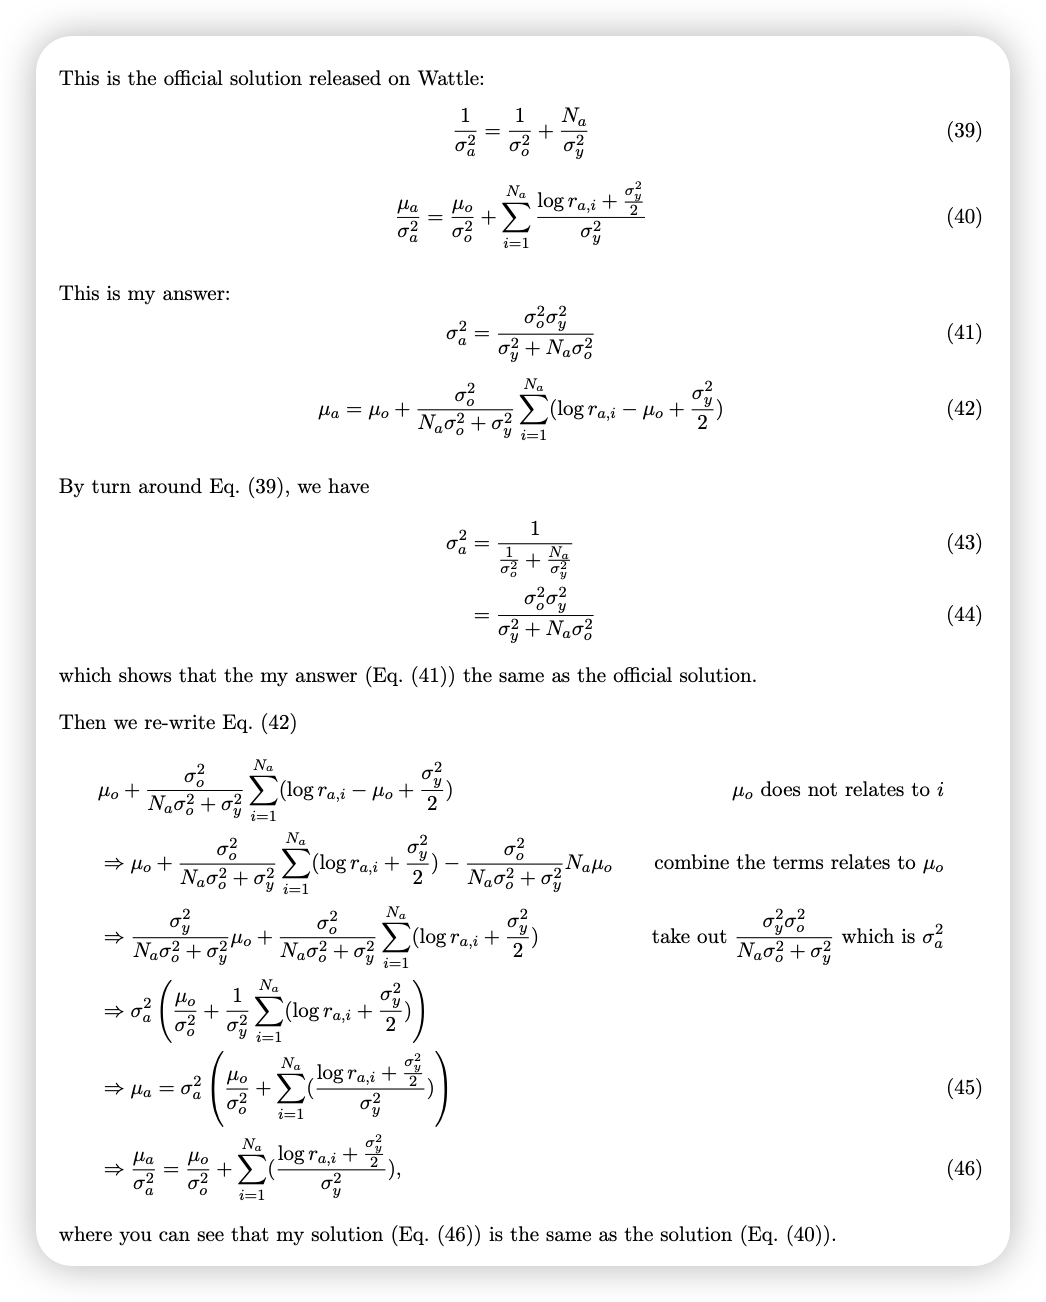 This is the official solution released on Wattle:
\frac{1}{\sigma_a^2} = \frac{1}{\sigma_o^2} + \frac{N_a}{\sigma_y^2} (39)
\frac{\mu_a}{\sigma_a^2} = \frac{\mu_o}{\sigma_o^2} + \sum_{i=1}^{N_a} \frac{\log r_{a,i} + \frac{\sigma_y^2}{2}}{\sigma_y^2} (40)
This is my answer:
\sigma_a^2 = \frac{\sigma_o^2 \sigma_y^2}{\sigma_y^2 + N_a \sigma_o^2} (41)
\mu_a = \mu_o + \frac{\sigma_o^2}{N_a \sigma_o^2 + \sigma_y^2} \sum_{i=1}^{N_a} (\log r_{a,i} - \mu_o + \frac{\sigma_y^2}{2}) (42)
By turn around Eq. (39), we have
\sigma_a^2 = \frac{1}{\frac{1}{\sigma_o^2} + \frac{N_a}{\sigma_y^2}} (43)
= \frac{\sigma_o^2 \sigma_y^2}{\sigma_y^2 + N_a \sigma_o^2} (44)
which shows that the my answer (Eq. (41)) the same as the official solution.
Then we re-write Eq. (42)
\mu_o + \frac{\sigma_o^2}{N_a \sigma_o^2 + \sigma_y^2} \sum_{i=1}^{N_a} (\log r_{a,i} - \mu_o + \frac{\sigma_y^2}{2}) \mu_o does not relates to i
\Rightarrow \mu_o + \frac{\sigma_o^2}{N_a \sigma_o^2 + \sigma_y^2} \sum_{i=1}^{N_a} (\log r_{a,i} + \frac{\sigma_y^2}{2}) - \frac{\sigma_o^2}{N_a \sigma_o^2 + \sigma_y^2} N_a \mu_o combine the terms relates to \mu_o
\Rightarrow \frac{\sigma_y^2}{N_a \sigma_o^2 + \sigma_y^2} \mu_o + \frac{\sigma_o^2}{N_a \sigma_o^2 + \sigma_y^2} \sum_{i=1}^{N_a} (\log r_{a,i} + \frac{\sigma_y^2}{2}) take out \frac{\sigma_y^2 \sigma_o^2}{N_a \sigma_o^2 + \sigma_y^2} which is \sigma_a^2
\Rightarrow \sigma_a^2 \left( \frac{\mu_o}{\sigma_o^2} + \frac{1}{\sigma_y^2} \sum_{i=1}^{N_a} (\log r_{a,i} + \frac{\sigma_y^2}{2}) \right)
\Rightarrow \mu_a = \sigma_a^2 \left( \frac{\mu_o}{\sigma_o^2} + \sum_{i=1}^{N_a} (\frac{\log r_{a,i} + \frac{\sigma_y^2}{2}}{\sigma_y^2}) \right) (45)
\Rightarrow \frac{\mu_a}{\sigma_a^2} = \frac{\mu_o}{\sigma_o^2} + \sum_{i=1}^{N_a} (\frac{\log r_{a,i} + \frac{\sigma_y^2}{2}}{\sigma_y^2}), (46)
where you can see that my solution (Eq. (46)) is the same as the solution (Eq. (40)).